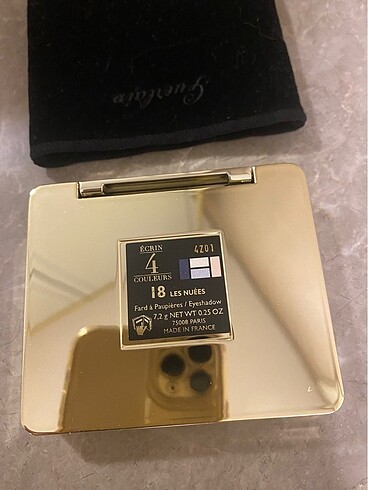 Guerlain
ÉCRIN
4
COULEURS
4Z01
18 LES NUÉES
Fard à Paupières / Eyeshadow
7,2 g NET WT 0.25 OZ
75008 PARIS
MADE IN FRANCE